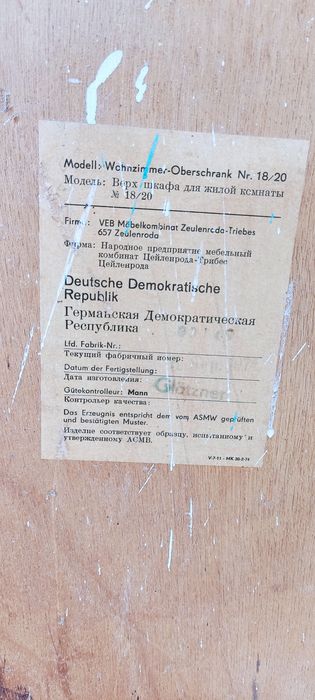 Modell: Wohnzimmer-Oberschrank Nr. 18/20
Модель: Верх шкафа для жилой комнаты
№ 18/20
Firma: VEB Möbelkombinat Zeulenroda-Triebes
657 Zeulenroda
Фирма: Народное предприятие мебельный
комбинат Цейленрода-Трибес
Цейленрода
Deutsche Demokratische
Republik
Германская Демократическая
Республика
Lfd. Fabrik-Nr.:
Текущий фабричный номер:
Datum der Fertigstellung:
Дата изготовления:
Glatzner
Gütekontrolleur: Mann
Контролер качества:
Das Erzeugnis entspricht dem vom ASMW geprüften
und bestätigten Muster.
Изделие соответствует образцу, испытанному и
утвержденному АСМВ.